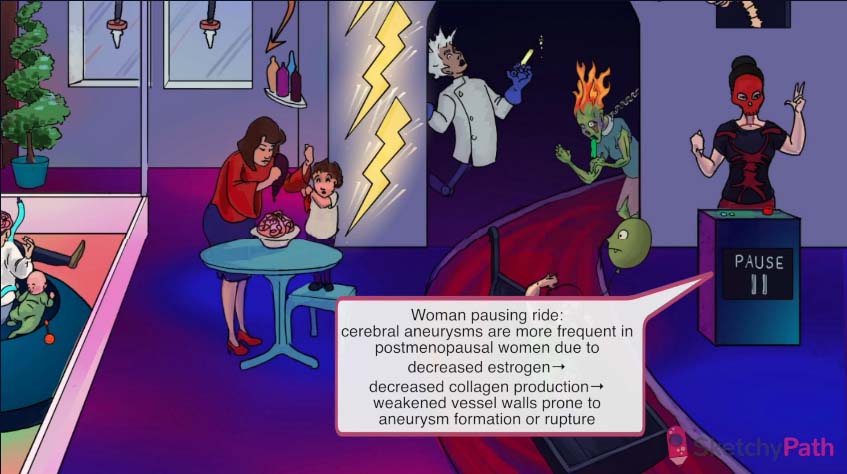 PAUSE
Woman pausing ride:
cerebral aneurysms are more frequent in
postmenopausal women due to
decreased estrogen→
decreased collagen production→
weakened vessel walls prone to
aneurysm formation or rupture
SketchyPath